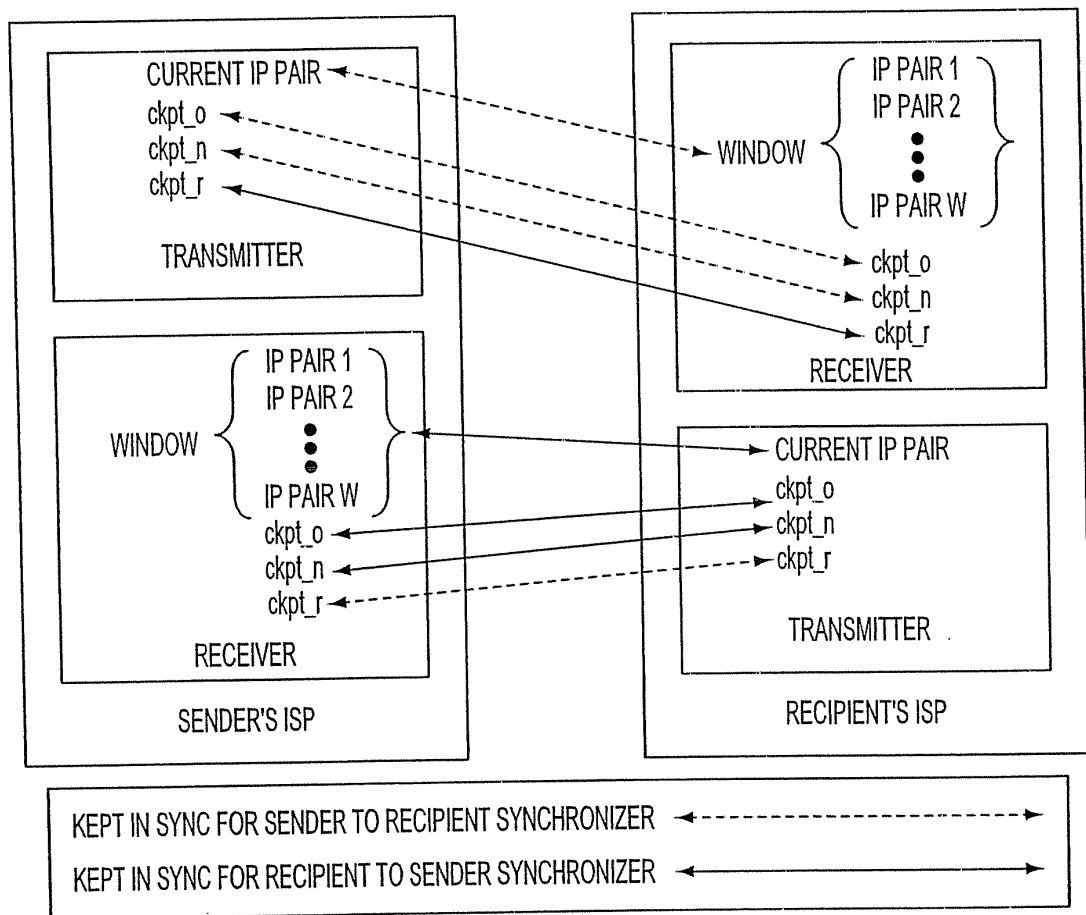 CURRENT IP PAIR
ckpt_o
ckpt_n
ckpt_r
TRANSMITTER
IP PAIR 1
IP PAIR 2
WINDOW
IP PAIR W
ckpt_o
ckpt_n
ckpt_r
RECEIVER
SENDER'S ISP
IP PAIR 1
IP PAIR 2
WINDOW
IP PAIR W
ckpt_o
ckpt_n
ckpt_r
RECEIVER
CURRENT IP PAIR
ckpt_o
ckpt_n
ckpt_r
TRANSMITTER
RECIPIENT'S ISP
KEPT IN SYNC FOR SENDER TO RECIPIENT SYNCHRONIZER
KEPT IN SYNC FOR RECIPIENT TO SENDER SYNCHRONIZER